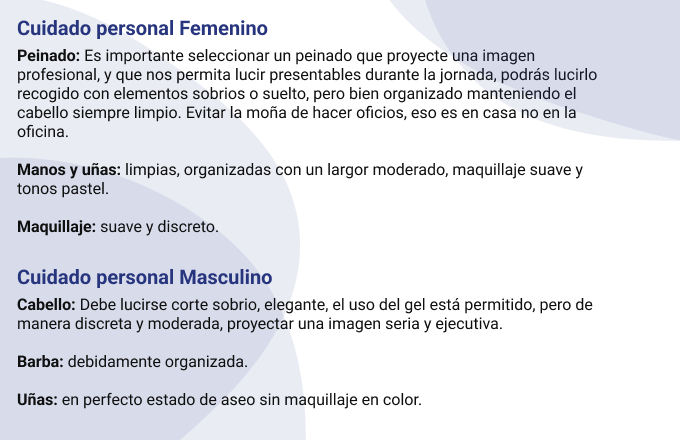 Cuidado personal Femenino
Peinado: Es importante seleccionar un peinado que proyecte una imagen
profesional, y que nos permita lucir presentables durante la jornada, podrás lucirlo
recogido con elementos sobrios o suelto, pero bien organizado manteniendo el
cabello siempre limpio. Evitar la moña de hacer oficios, eso es en casa no en la
oficina.
Manos y uñas: limpias, organizadas con un largor moderado, maquillaje suave y
tonos pastel.
Maquillaje: suave y discreto.
Cuidado personal Masculino
Cabello: Debe lucirse corte sobrio, elegante, el uso del gel está permitido, pero de
manera discreta y moderada, proyectar una imagen seria y ejecutiva.
Barba: debidamente organizada.
Uñas: en perfecto estado de aseo sin maquillaje en color.